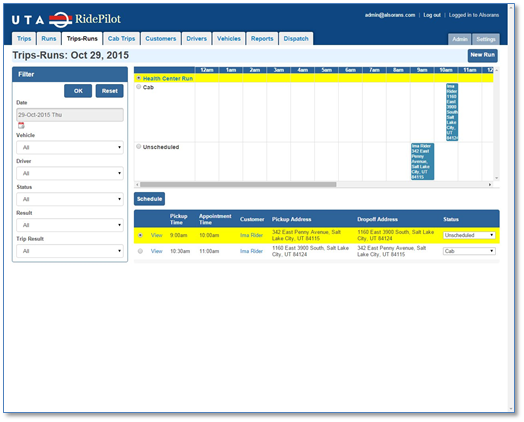 UTA RidePilot
admin@alsorans.com | Log out | Logged in to Alsorans
Trips Runs Trips-Runs Cab Trips Customers Drivers Vehicles Reports Dispatch Admin Settings
Trips-Runs: Oct 29, 2015
New Run
Filter
OK Reset
Date
29-Oct-2015 Thu
Vehicle
All
Driver
All
Status
All
Result
All
Trip Result
All
12am 1am 2am 3am 4am 5am 6am 7am 8am 9am 10am 11am 12
Health Center Run
Cab
Ima
Rider
1160
East
3900
South,
Salt
Lake
City,
UT
84124
Unscheduled
Ima Rider
342 East
Penny
Avenue,
Salt Lake
City, UT
84115
Schedule
Pickup Time Appointment Time Customer Pickup Address Dropoff Address Status
View 9:00am 10:00am Ima Rider 342 East Penny Avenue, Salt Lake City, UT 84115 1160 East 3900 South, Salt Lake City, UT 84124 Unscheduled
View 10:30am 11:00am Ima Rider 1160 East 3900 South, Salt Lake City, UT 84124 342 East Penny Avenue, Salt Lake City, UT 84115 Cab